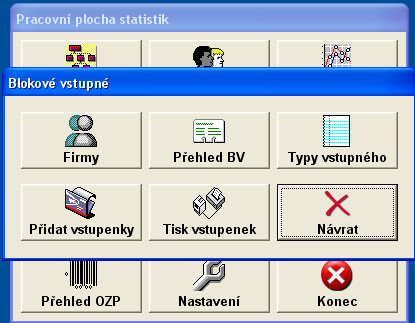 Pracovní plocha statistik
Blokové vstupné
Firmy
Přehled BV
Typy vstupného
Přidat vstupenky
Tisk vstupenek
Návrat
Přehled OZP
Nastavení
Konec